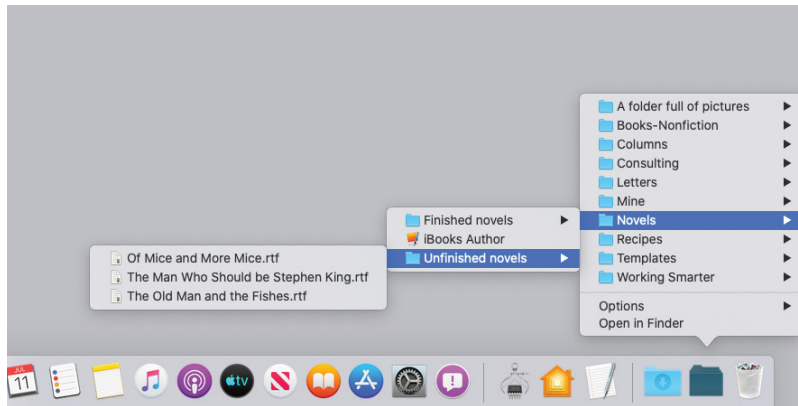 A folder full of pictures
Books-Nonfiction
Columns
Consulting
Letters
Mine
Novels
Recipes
Templates
Working Smarter
Options
Open in Finder
Finished novels
iBooks Author
Unfinished novels
Of Mice and More Mice.rtf
The Man Who Should be Stephen King.rtf
The Old Man and the Fishes.rtf
JUL
11
tv